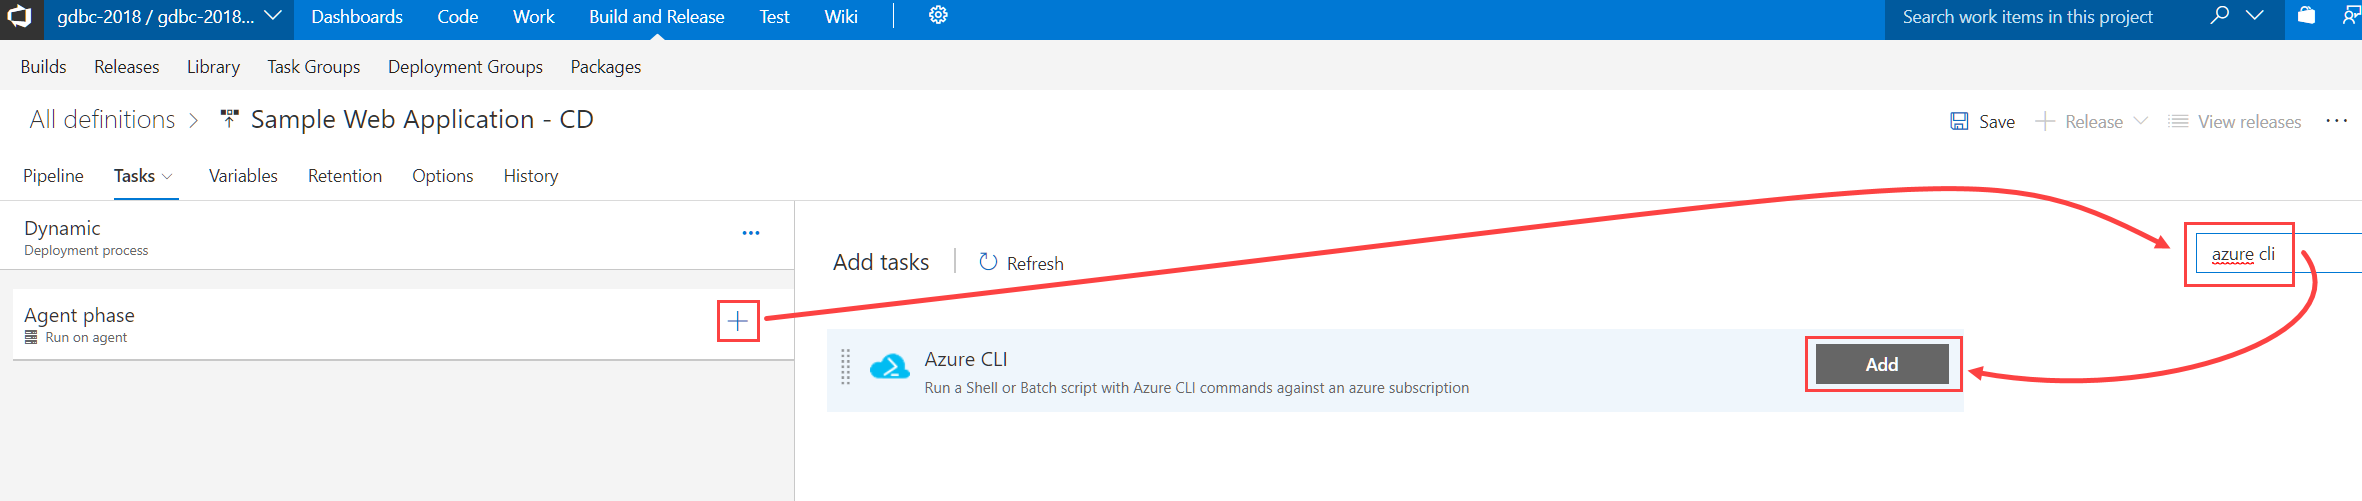 gdbc-2018 / gdbc-2018... Dashboards Code Work Build and Release Test Wiki Search work items in this project
Builds Releases Library Task Groups Deployment Groups Packages
All definitions > Sample Web Application - CD Save + Release View releases ...
Pipeline Tasks Variables Retention Options History
Dynamic
Deployment process
Add tasks | Refresh
azure cli
Agent phase
Run on agent
Azure CLI
Run a Shell or Batch script with Azure CLI commands against an azure subscription
Add